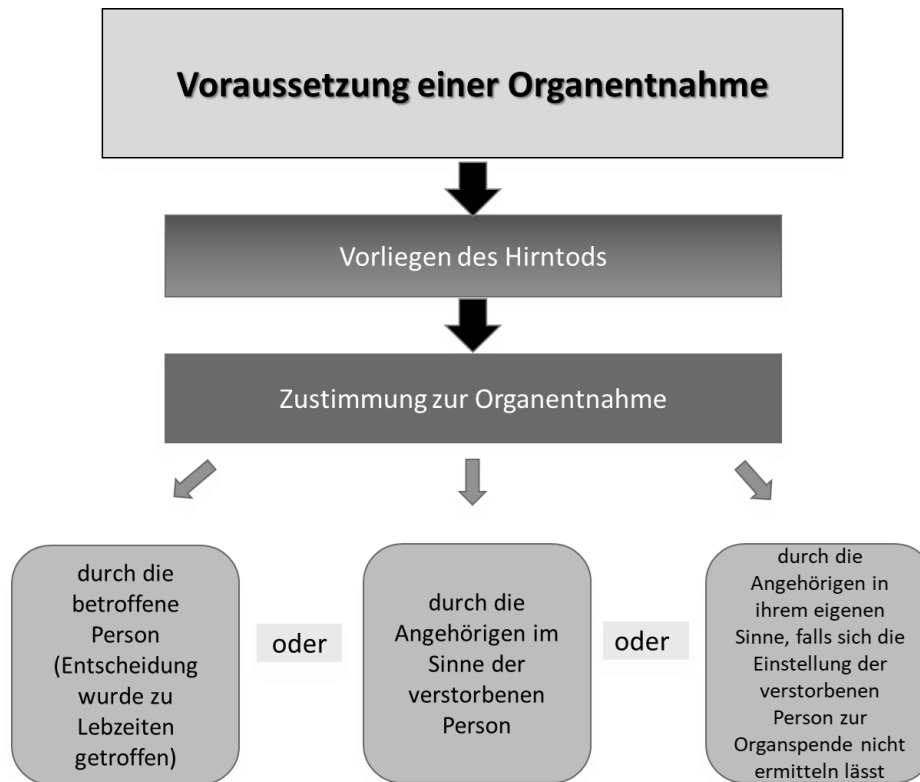 Voraussetzung einer Organentnahme
Vorliegen des Hirntods
Zustimmung zur Organentnahme
durch die
betroffene
Person
(Entscheidung
wurde zu
Lebzeiten
getroffen)
oder
durch die
Angehörigen im
Sinne der
verstorbenen
Person
oder
durch die
Angehörigen in
ihrem eigenen
Sinne, falls sich die
Einstellung der
verstorbenen
Person zur
Organspende nicht
ermitteln lässt